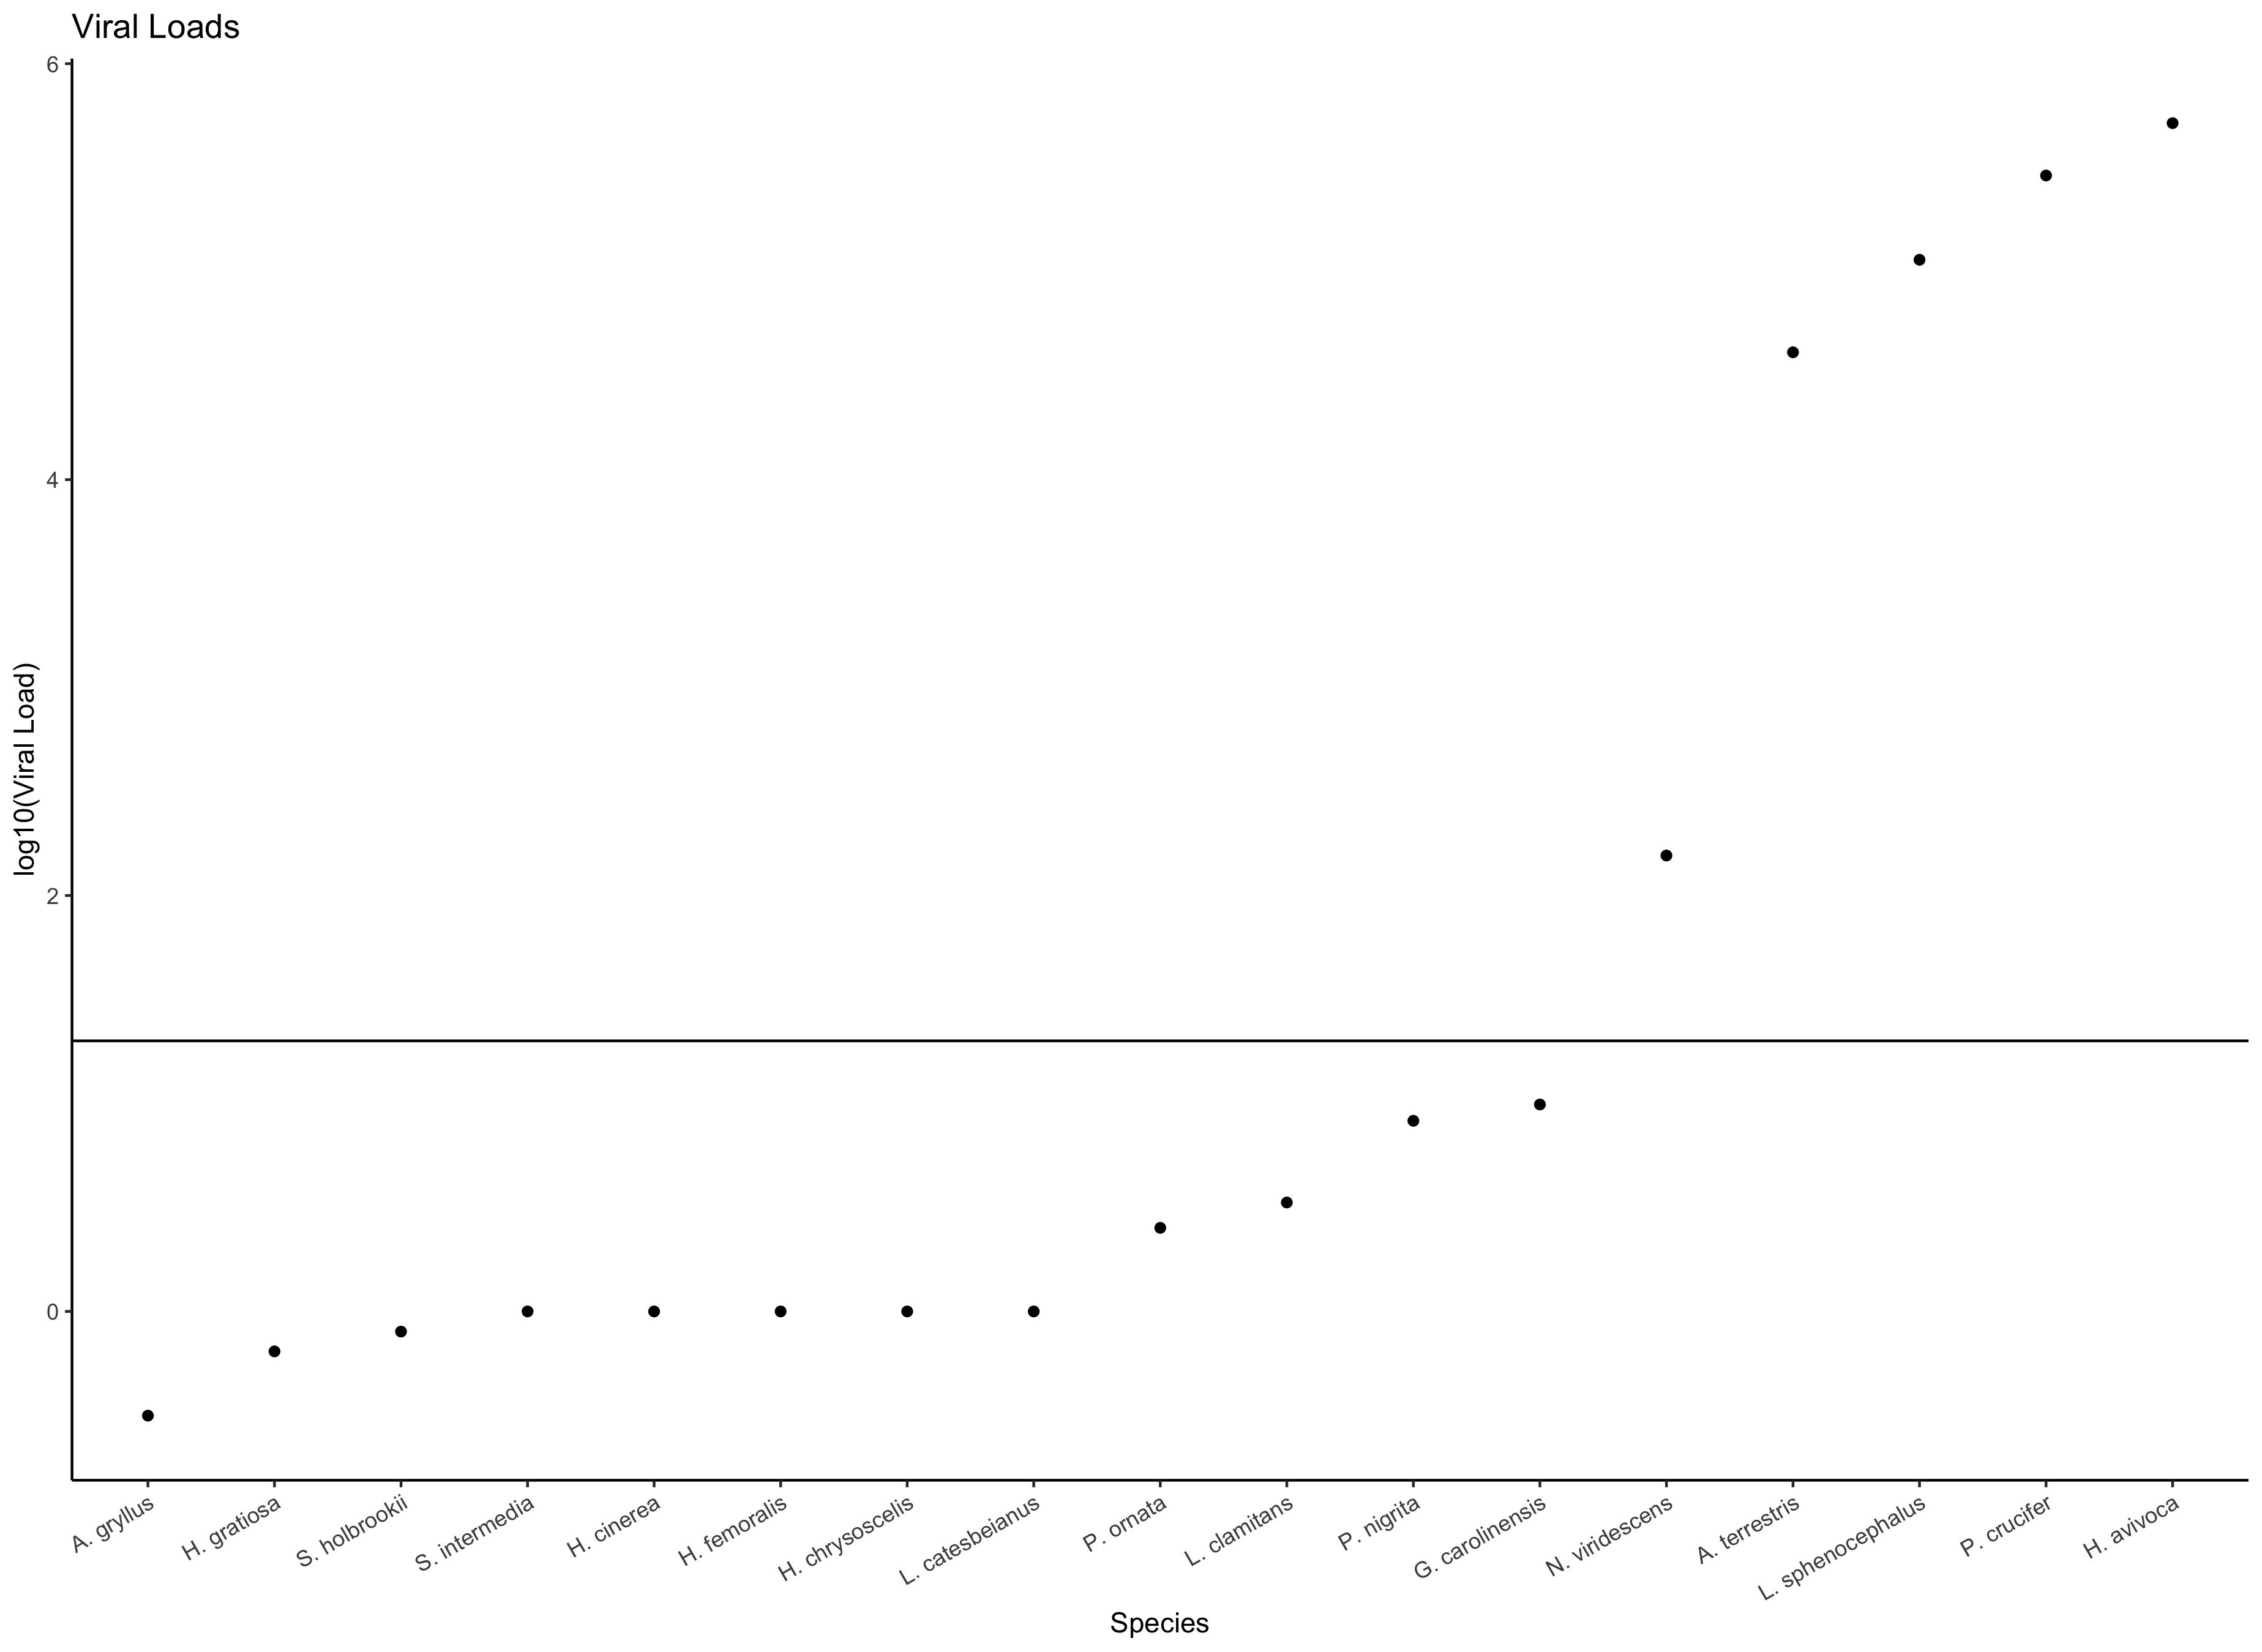 Viral Loads
6
4
2
0
log10(Viral Load)
A. gryllus
H. gratiosa
S. holbrookii
S. intermedia
H. cinerea
H. femoralis
H. chrysoscelis
L. catesbeianus
P. ornata
L. clamitans
P. nigrita
G. carolinensis
N. viridescens
A. terrestris
L. sphenocephalus
P. crucifer
H. avivoca
Species